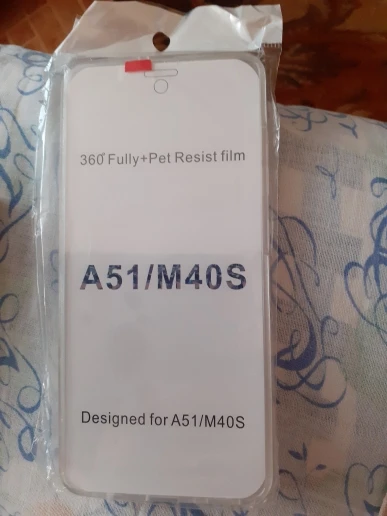 360° Fully+Pet Resist film
A51/M40S
Designed for A51/M40S